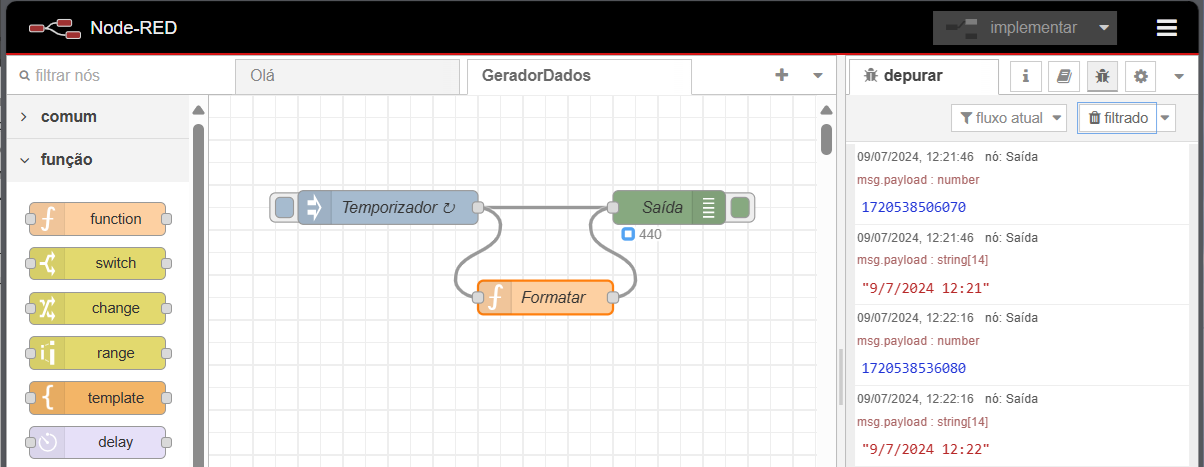 Node-RED
implementar
filtrar nós
Olá
GeradorDados
depurar
comum
função
function
switch
change
range
template
delay
Temporizador ↻
Saída
440
Formatar
fluxo atual
filtrado
09/07/2024, 12:21:46 nó: Saída
msg.payload : number
1720538506070
09/07/2024, 12:21:46 nó: Saída
msg.payload : string[14]
"9/7/2024 12:21"
09/07/2024, 12:22:16 nó: Saída
msg.payload : number
1720538536080
09/07/2024, 12:22:16 nó: Saída
msg.payload : string[14]
"9/7/2024 12:22"